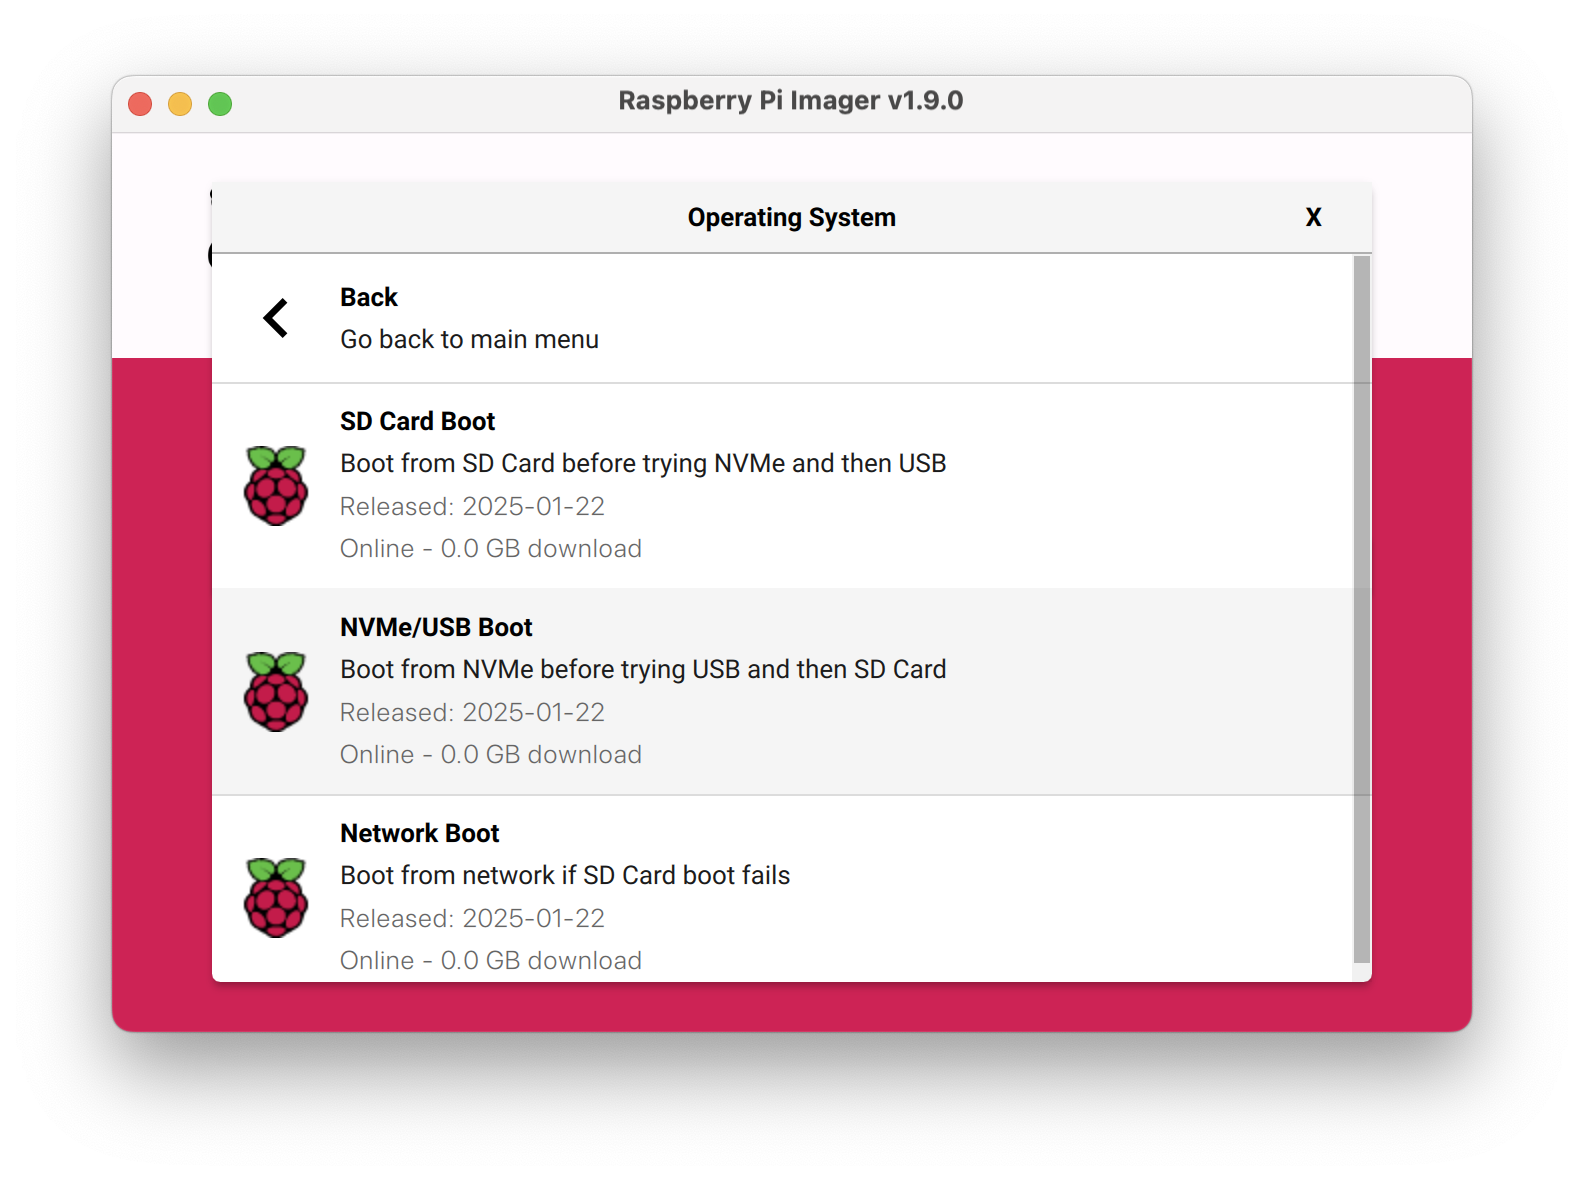 Raspberry Pi Imager v1.9.0
Operating System
X
Back
Go back to main menu
SD Card Boot
Boot from SD Card before trying NVMe and then USB
Released: 2025-01-22
Online - 0.0 GB download
NVMe/USB Boot
Boot from NVMe before trying USB and then SD Card
Released: 2025-01-22
Online - 0.0 GB download
Network Boot
Boot from network if SD Card boot fails
Released: 2025-01-22
Online - 0.0 GB download